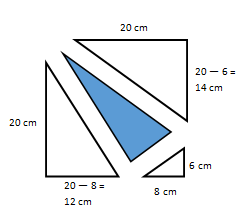 20 cm
20 — 6 =
14 cm
20 cm
6 cm
20 — 8 =
12 cm
8 cm